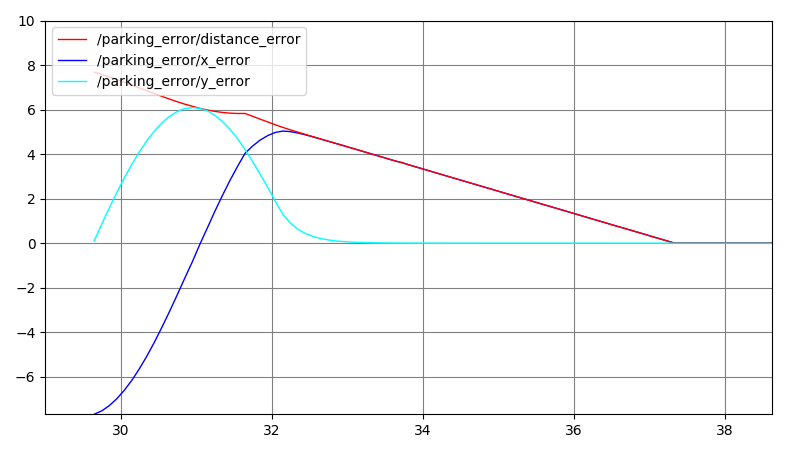 10
8
6
4
2
0
−2
−4
−6
/parking_error/distance_error
/parking_error/x_error
/parking_error/y_error
30 32 34 36 38